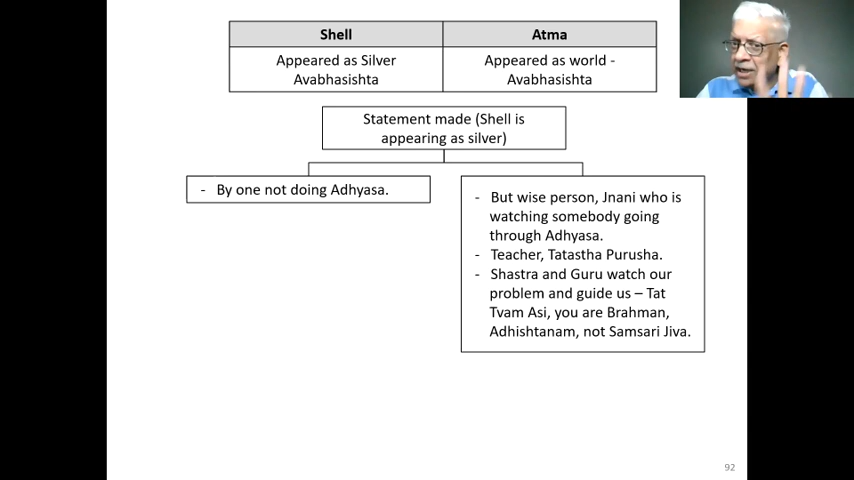 Shell
Atma
Appeared as Silver
Avabhasishta
Appeared as world -
Avabhasishta
Statement made (Shell is
appearing as silver)
- By one not doing Adhyasa.
- But wise person, Jnani who is
watching somebody going
through Adhyasa.
- Teacher, Tatastha Purusha.
- Shastra and Guru watch our
problem and guide us – Tat
Tvam Asi, you are Brahman,
Adhishtanam, not Samsari Jiva.
92